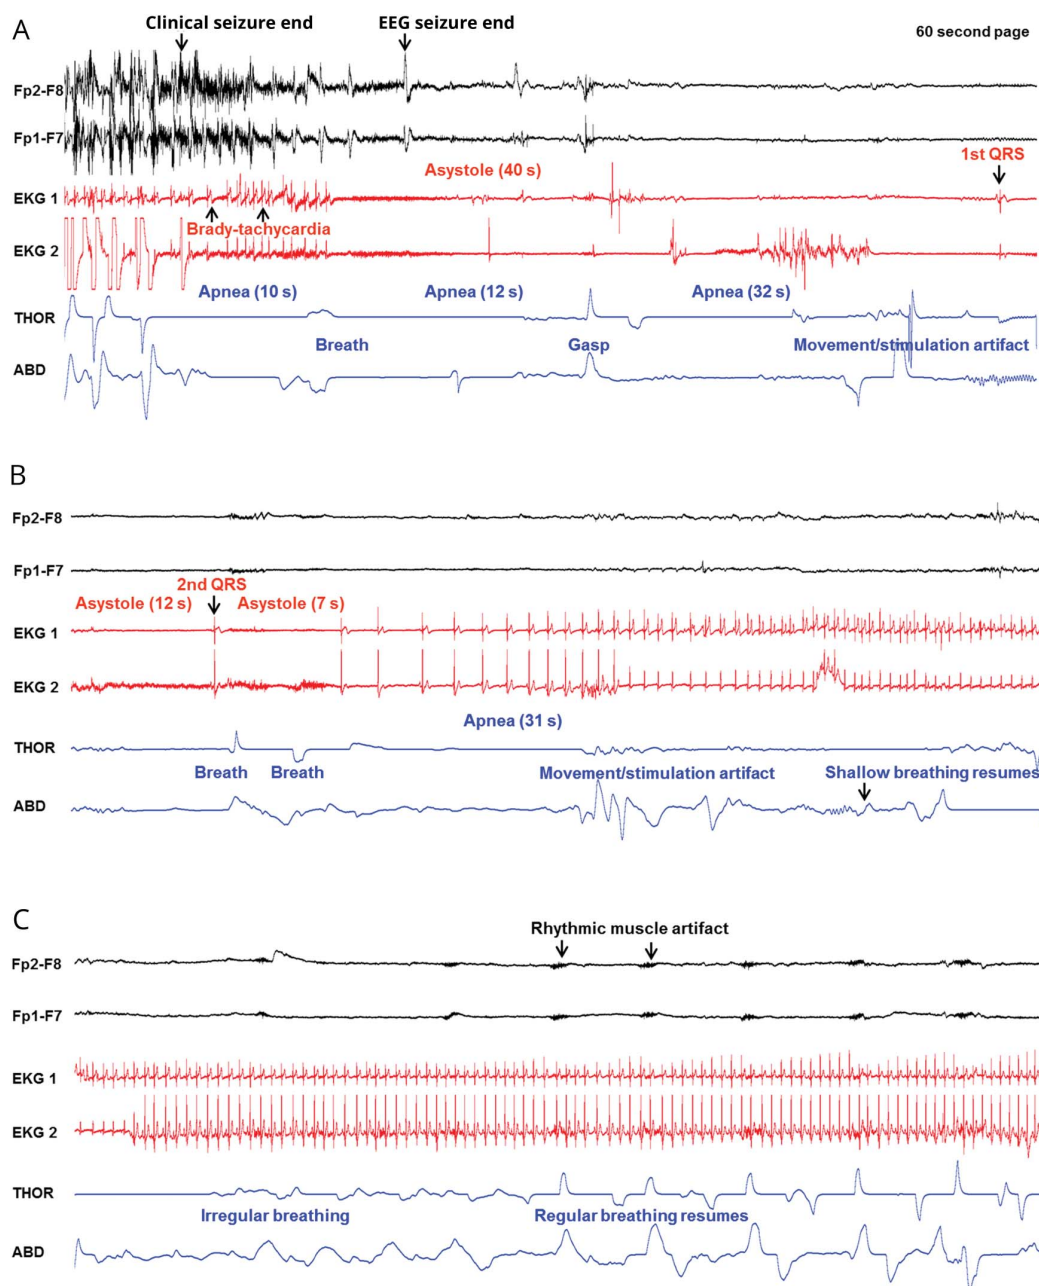 A
Clinical seizure end
EEG seizure end
60 second page
Fp2-F8
Fp1-F7
Asystole (40 s)
1st QRS
EKG 1
Brady-tachycardia
EKG 2
Apnea (10 s)
Apnea (12 s)
Apnea (32 s)
THOR
Breath
Gasp
Movement/stimulation artifact
ABD
B
Fp2-F8
Fp1-F7
2nd QRS
Asystole (12 s)
Asystole (7 s)
EKG 1
EKG 2
Apnea (31 s)
THOR
Breath
Breath
Movement/stimulation artifact
Shallow breathing resumes
ABD
C
Rhythmic muscle artifact
Fp2-F8
Fp1-F7
EKG 1
EKG 2
THOR
Irregular breathing
Regular breathing resumes
ABD